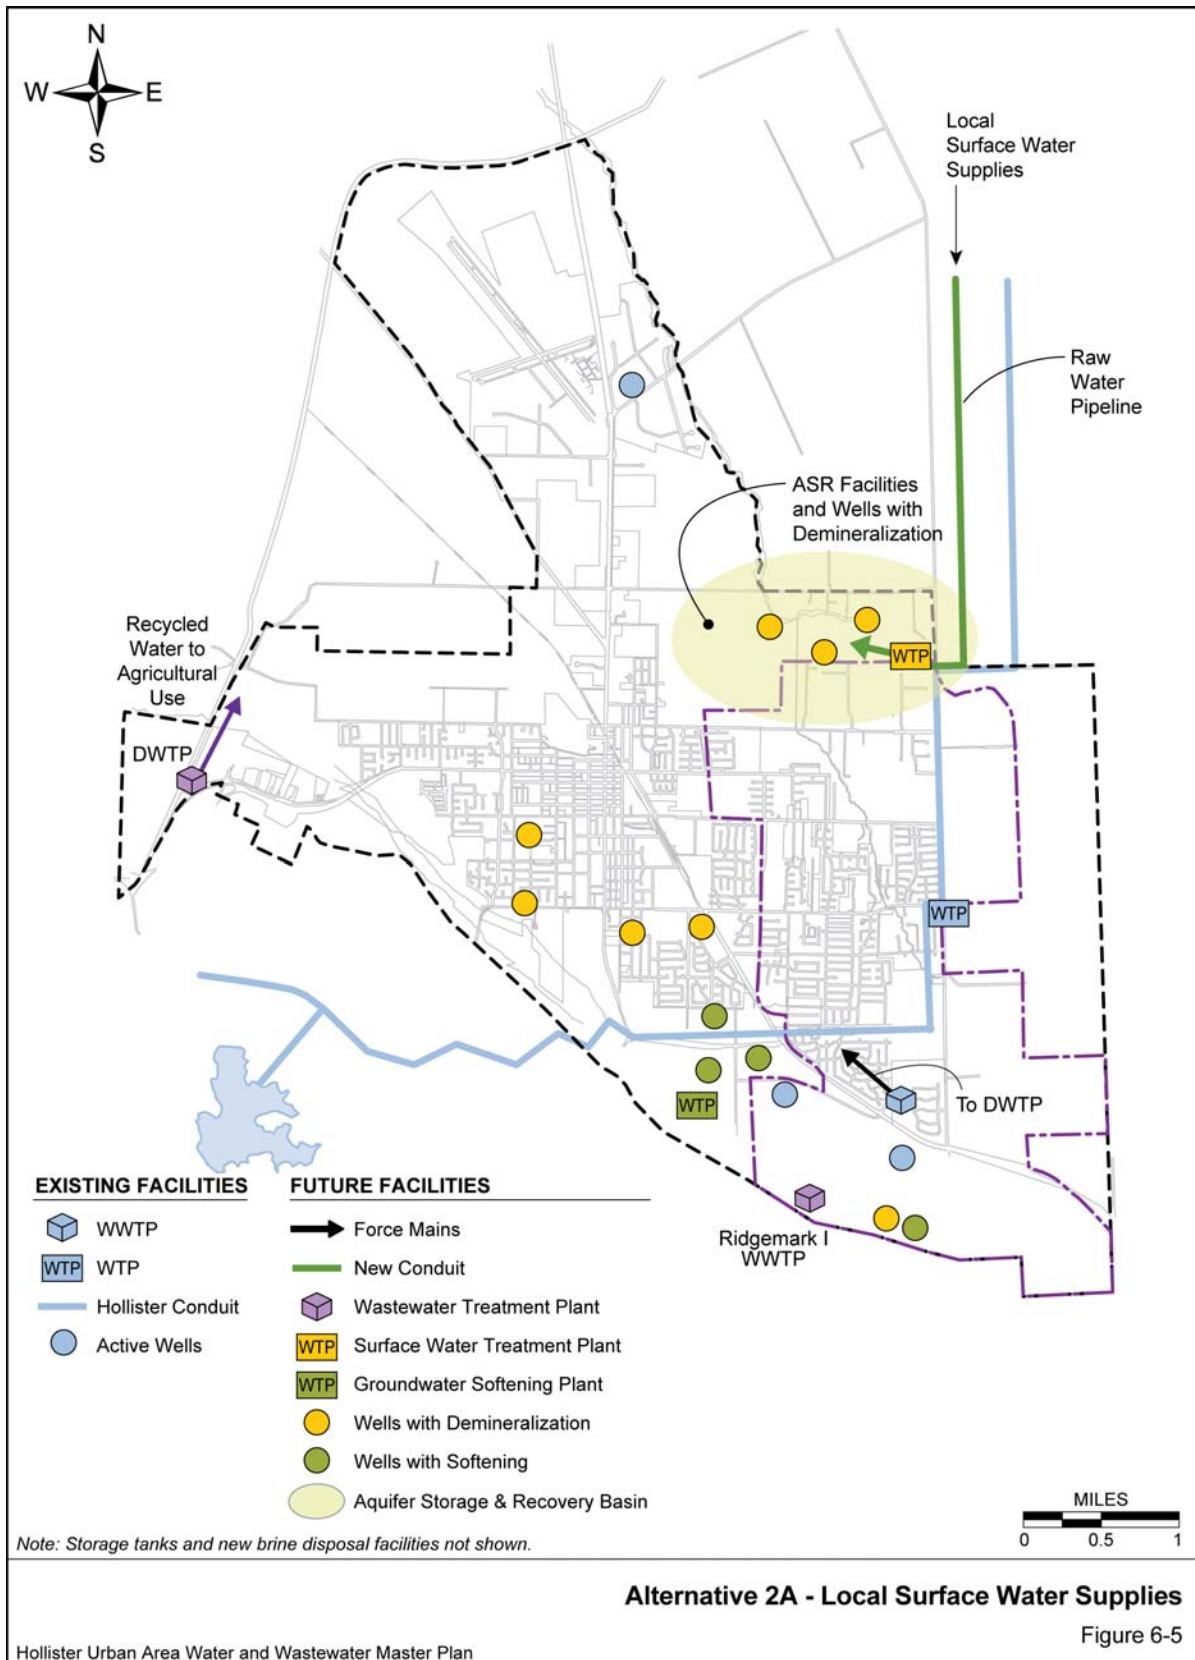 N
W
E
S
Local
Surface Water
Supplies
Raw
Water
Pipeline
ASR Facilities
and Wells with
Demineralization
Recycled
Water to
Agricultural
Use
WTP
DWTP
WTP
WTP
To DWTP
Ridgemark I
WWTP
EXISTING FACILITIES
WWTP
WTP WTP
Hollister Conduit
Active Wells
FUTURE FACILITIES
Force Mains
New Conduit
Wastewater Treatment Plant
WTP Surface Water Treatment Plant
WTP Groundwater Softening Plant
Wells with Demineralization
Wells with Softening
Aquifer Storage & Recovery Basin
MILES
0 0.5 1
Note: Storage tanks and new brine disposal facilities not shown.
Alternative 2A - Local Surface Water Supplies
Figure 6-5
Hollister Urban Area Water and Wastewater Master Plan